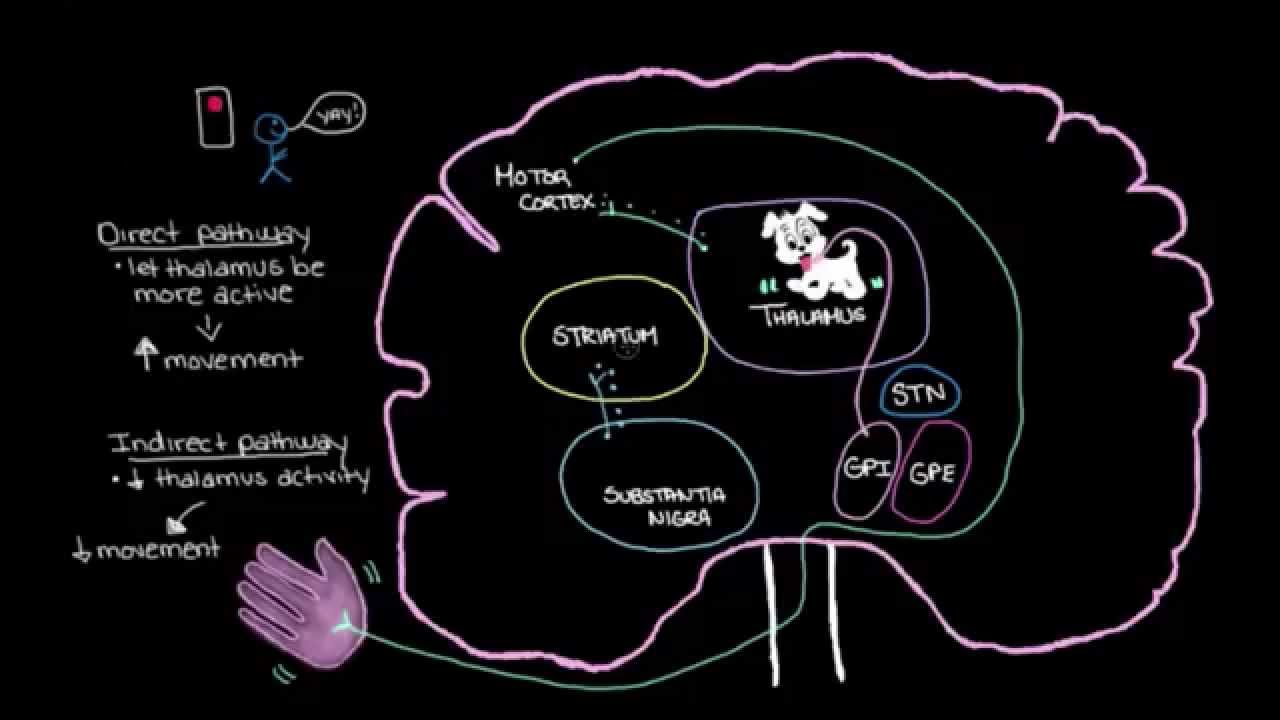 YAY!
Direct pathway
• let thalamus be
more active
↓
↑ movement
Indirect pathway
• ↓ thalamus activity
↓ movement
MOTOR
CORTEX
THALAMUS
STRIATUM
STN
GPI
GPE
SUBSTANTIA
NIGRA